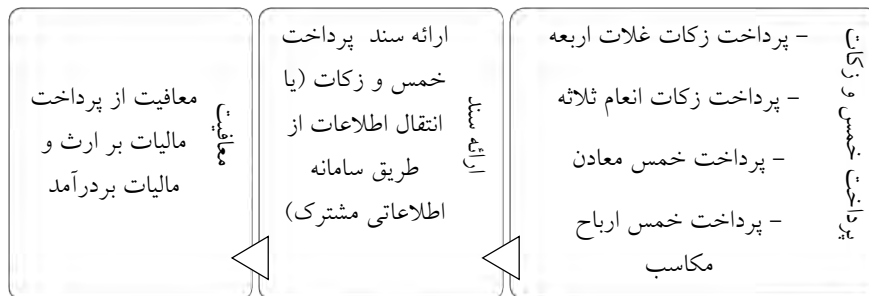 پرداخت خمس و زکات
- پرداخت زکات غلات اربعه
- پرداخت زکات انعام ثلاثه
- پرداخت خمس معادن
- پرداخت خمس ارباح
مکاسب
ارائه سند
ارائه سند پرداخت
خمس و زکات (یا
انتقال اطلاعات از
طریق سامانه
اطلاعاتی مشترک)
معافیت
معافیت از پرداخت
مالیات بر ارث و
مالیات بردرآمد